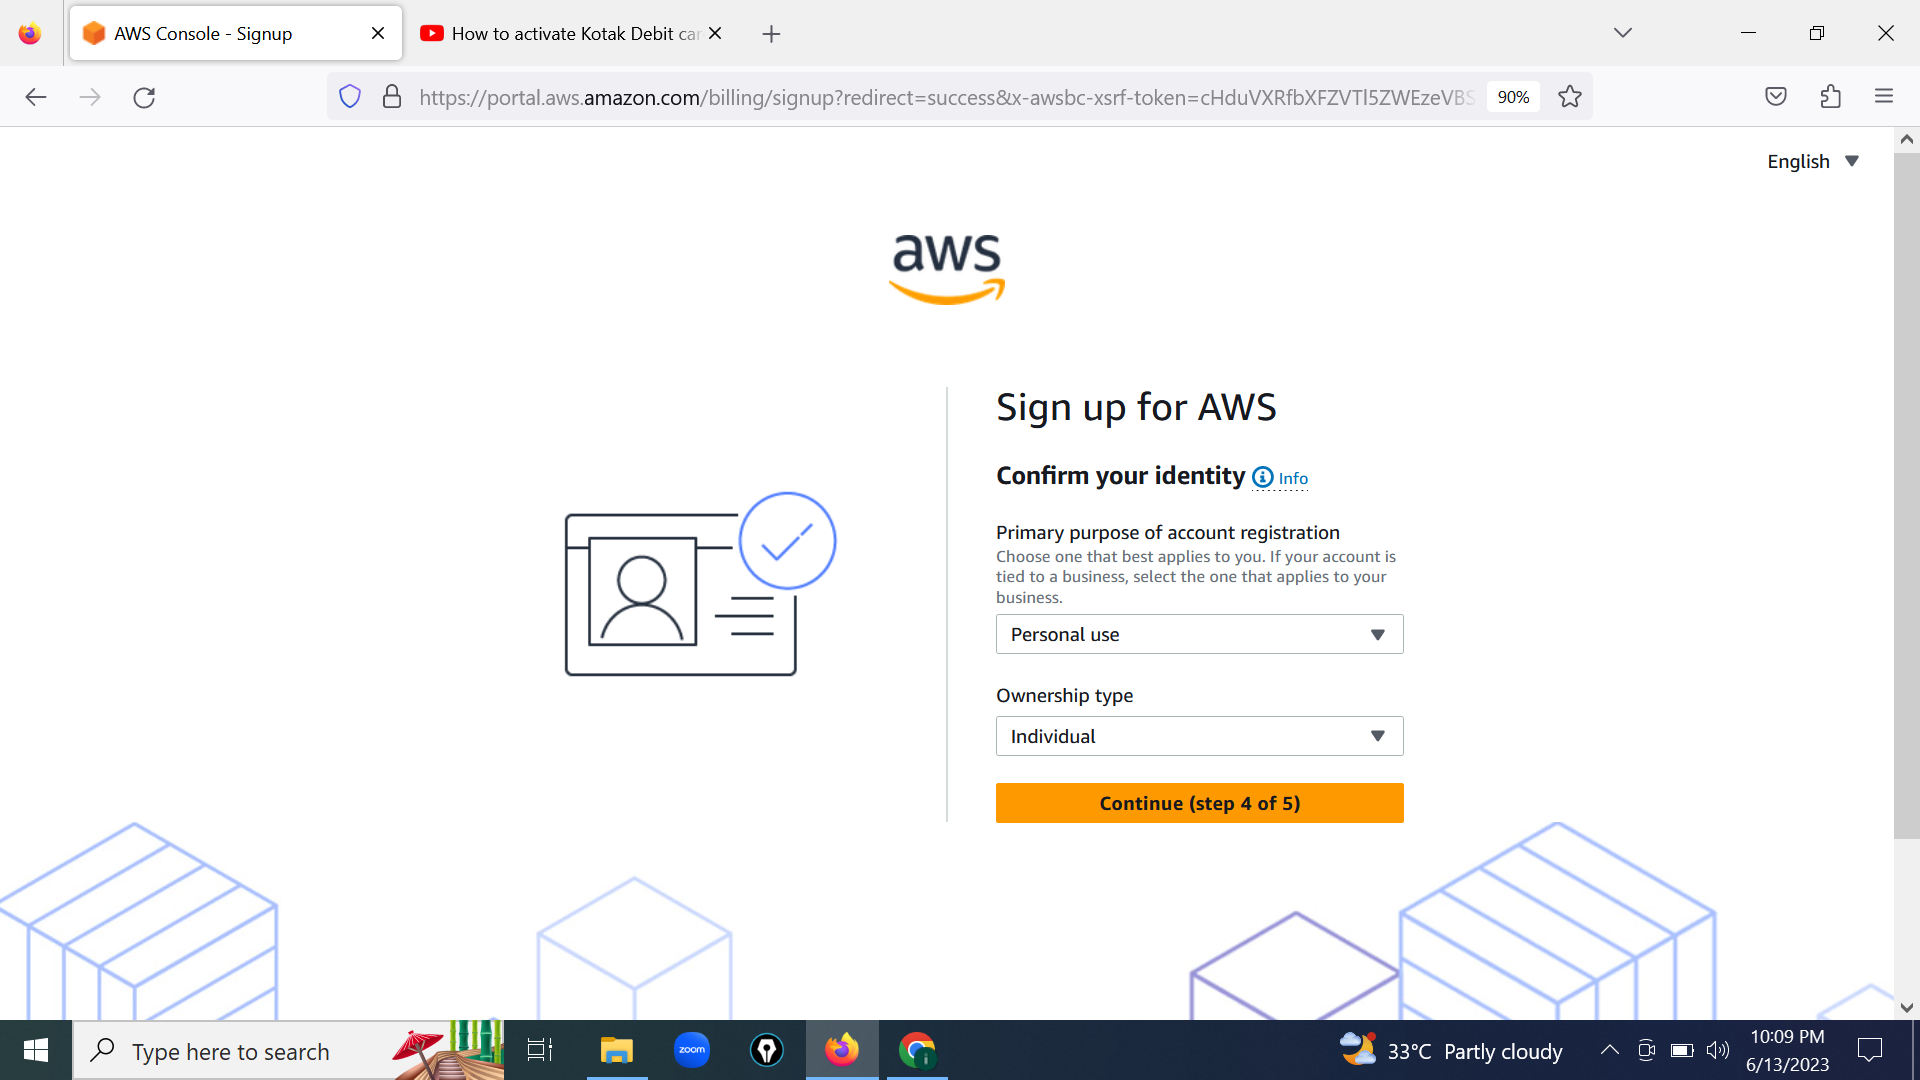 AWS Console - Signup
How to activate Kotak Debit car
https://portal.aws.amazon.com/billing/signup?redirect=success&x-awsbc-xsrf-token=cHduVXRfbXFZVTl5ZWEzeVBS
90%
English
aws
Sign up for AWS
Confirm your identity Info
Primary purpose of account registration
Choose one that best applies to you. If your account is
tied to a business, select the one that applies to your
business.
Personal use
Ownership type
Individual
Continue (step 4 of 5)
Type here to search
zoom
33°C Partly cloudy
10:09 PM
6/13/2023